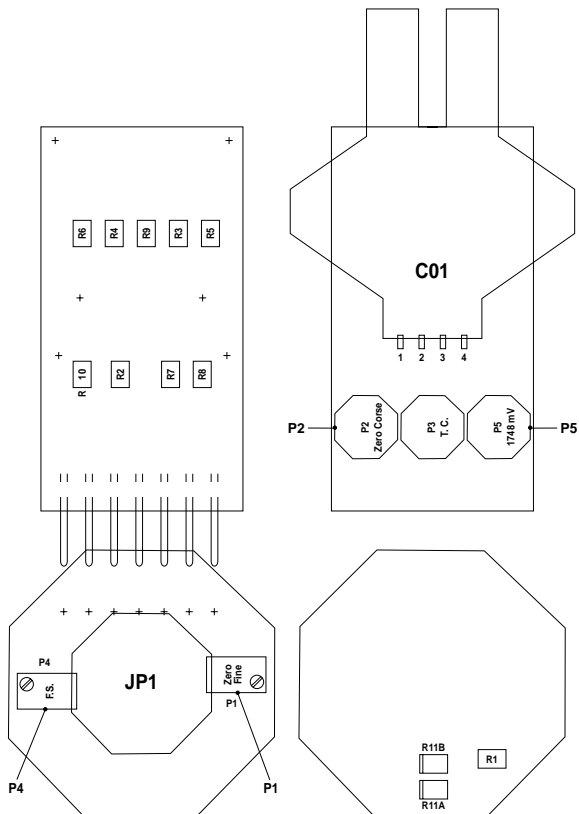 R6
R4
R9
R3
R5
C01
1 2 3 4
R 10
R2
R7
R8
P2
P2
Zero Corse
P3
T. C.
P5
1748 mV
P5
P4
F.S.
JP1
Zero
Fine
P1
P4
P1
R11B
R1
R11A